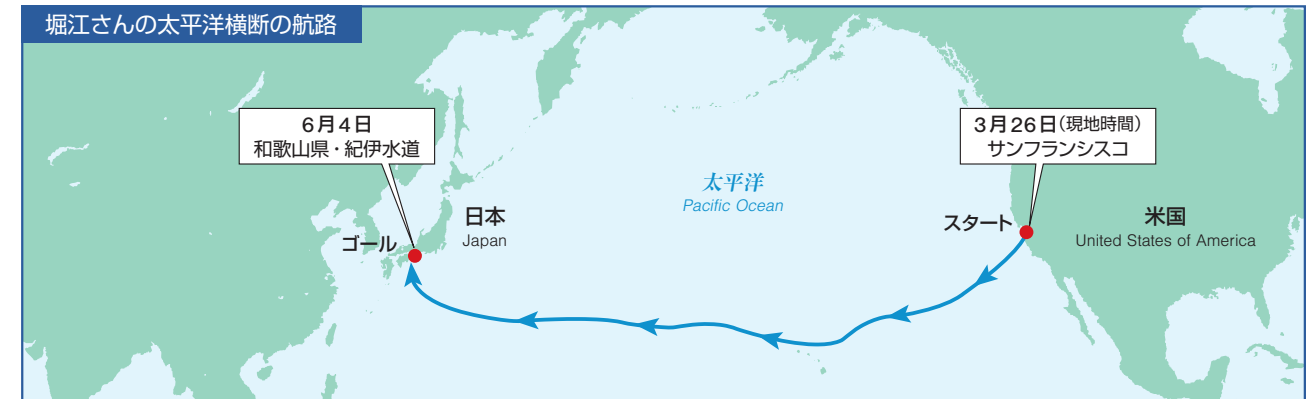 堀江さんの太平洋横断の航路
6月4日
和歌山県・紀伊水道
3月26日(現地時間)
サンフランシスコ
太平洋
Pacific Ocean
日本
Japan
ゴール
スタート
米国
United States of America